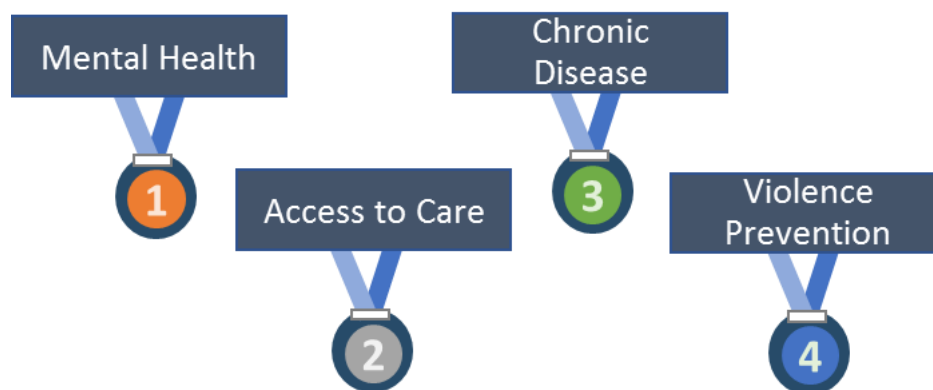 Mental Health
1
Access to Care
2
Chronic
Disease
3
Violence
Prevention
4